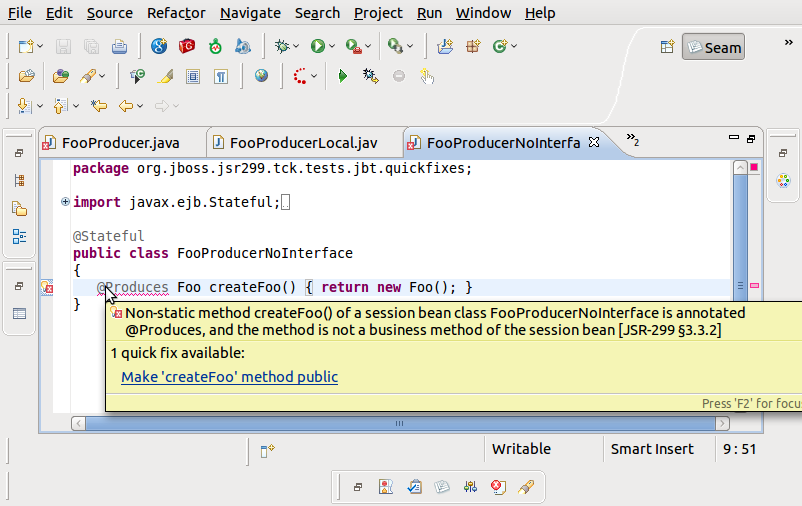 File Edit Source Refactor Navigate Search Project Run Window Help
Seam
»
FooProducer.java FooProducerLocal.jav FooProducerNoInterfa »2
package org.jboss.jsr299.tck.tests.jbt.quickfixes;
import javax.ejb.Stateful;
@Stateful
public class FooProducerNoInterface
{
@Produces Foo createFoo() { return new Foo(); }
}
Non-static method createFoo() of a session bean class FooProducerNoInterface is annotated
@Produces, and the method is not a business method of the session bean [JSR-299 §3.3.2]
1 quick fix available:
Make 'createFoo' method public
Press 'F2' for focu
Writable Smart Insert 9 : 51